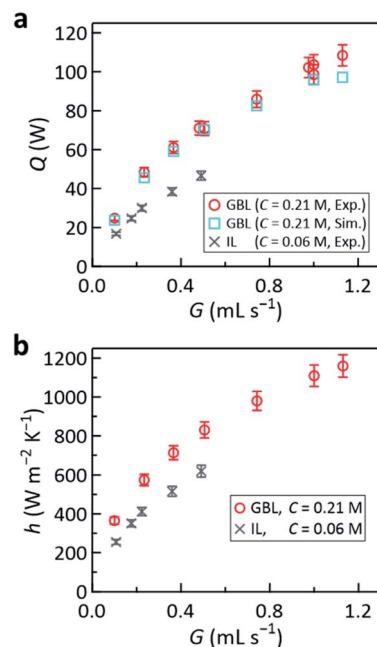 a
120
100
80
60
40
20
0
Q (W)
GBL (C = 0.21 M, Exp.)
GBL (C = 0.21 M, Sim.)
IL (C = 0.06 M, Exp.)
0.0 0.4 0.8 1.2
G (mL s⁻¹)
b
1200
1000
800
600
400
200
0
h (W m⁻² K⁻¹)
GBL, C = 0.21 M
IL, C = 0.06 M
0.0 0.4 0.8 1.2
G (mL s⁻¹)